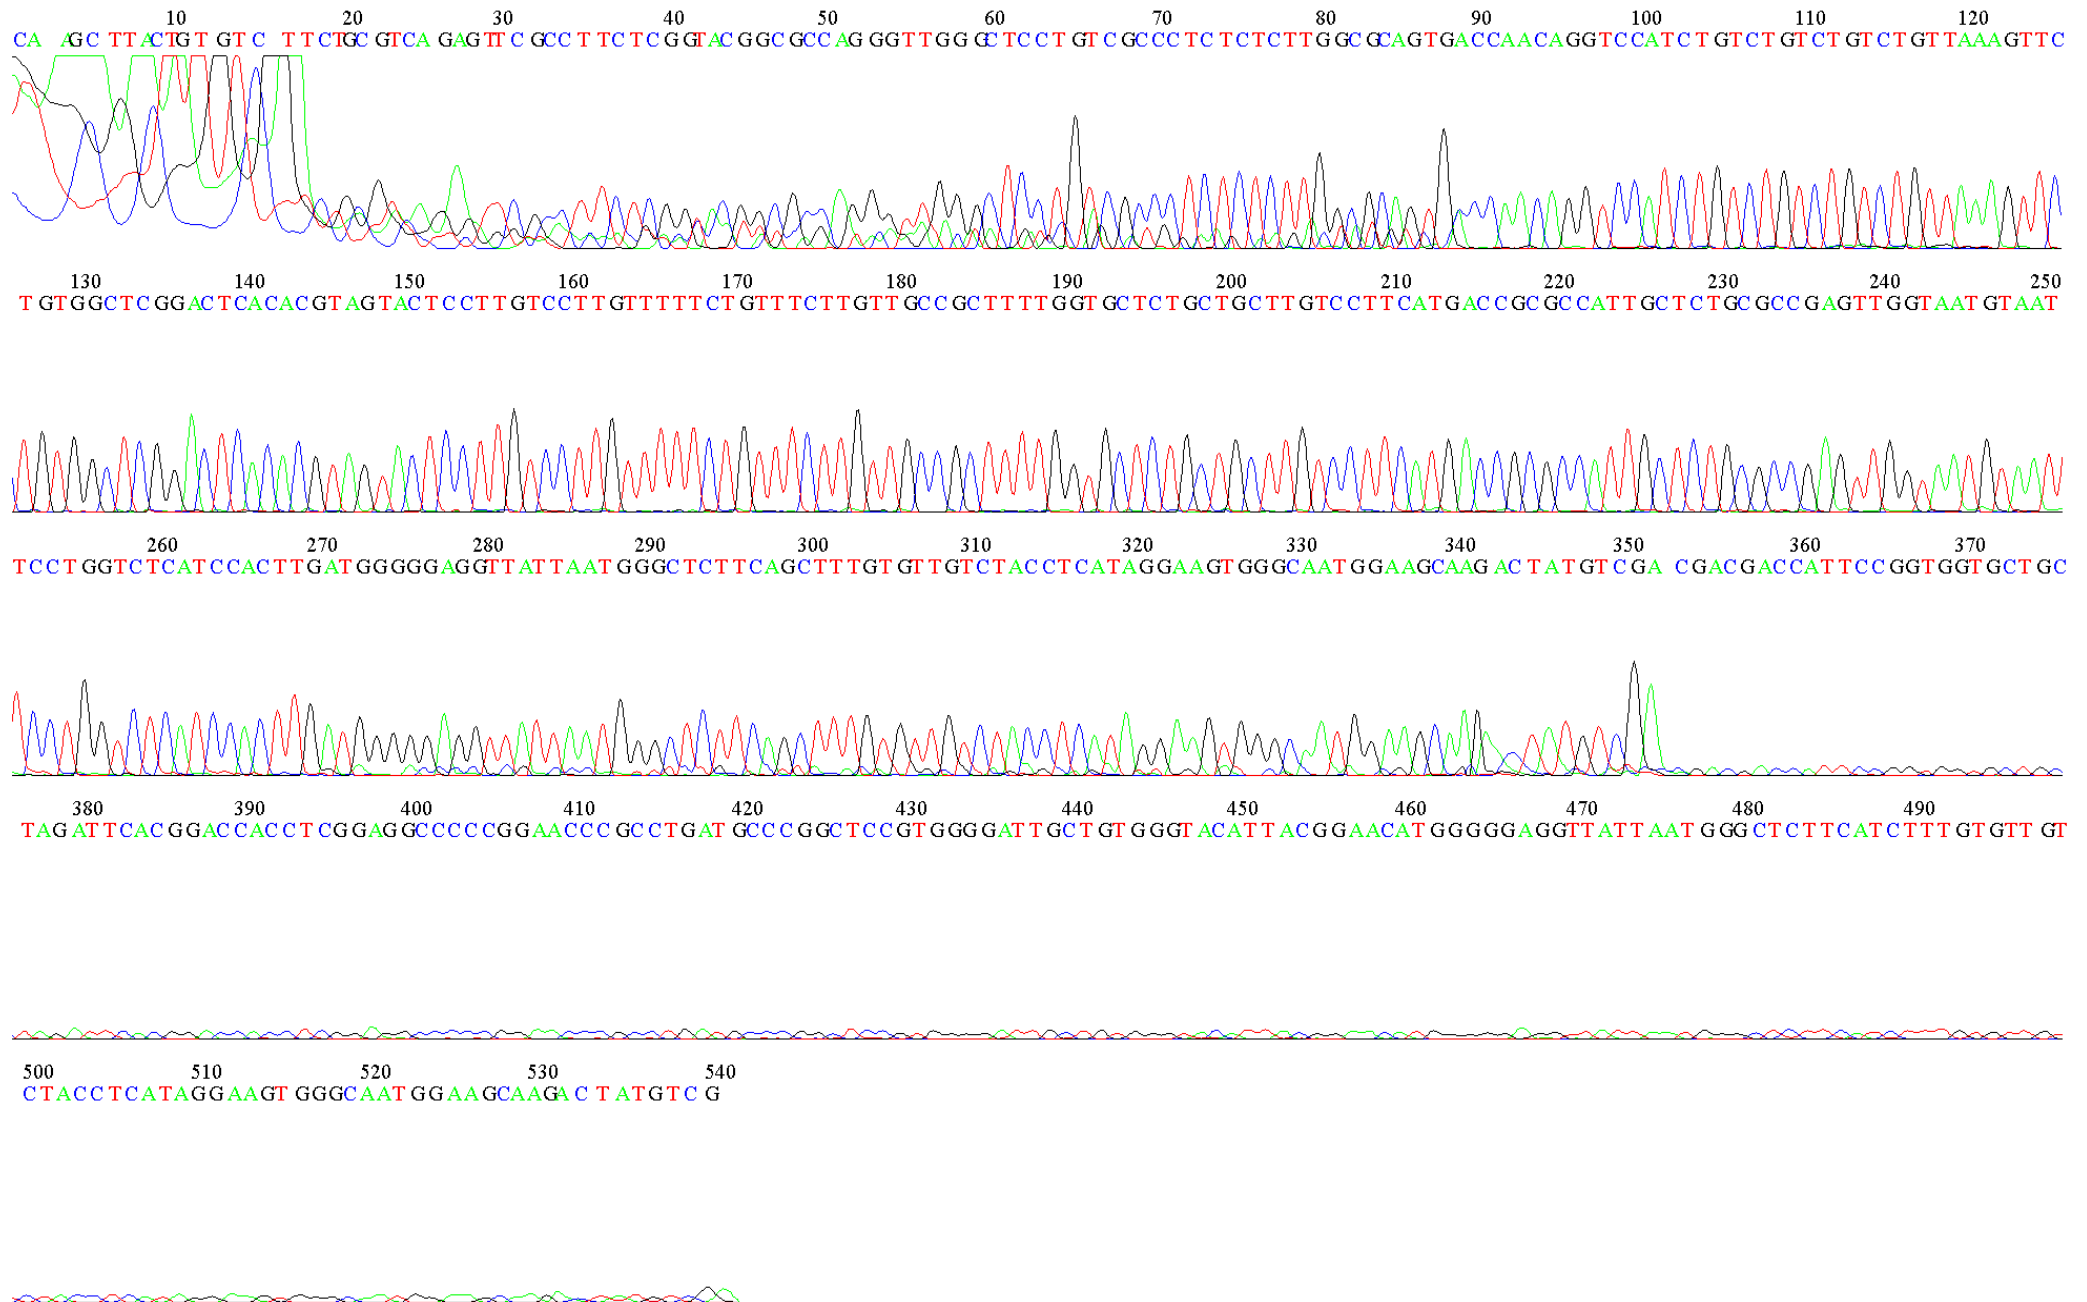 10 20 30 40 50 60 70 80 90 100 110 120
CA AGC TTACTGT GTC TTCTGC GTCA GAGTTC GCCTTCTCGGTACGGCGCCAGGGTTGGGCTCCTGTCGCCCTCTCTCTTGGCGCAGTGACCAACAGGTCCATCTGTCTGTCTGTCTGTTAAAGTTC
130 140 150 160 170 180 190 200 210 220 230 240 250
TGTGGCTCGGACTCACACGTAGTACTCCTTGTCCTTGTTTTTCTGTTTCTTGTTGCCGCTTTTGGTGCTCTGCTGCTTGTCCTTCATGACCGCGCCATTGCTCTGCGCCGAGTTGGTAATGTAAT
260 270 280 290 300 310 320 330 340 350 360 370
TCCTGGTCTCATCCACTTGATGGGGGAGGTTATTAATGGGCTCTTCAGCTTTGTGTTGTCTACCTCATAGGAAGTGGGCAATGGAAGCAAGACTATGTCGA CGACGACCATTCCGGTGGTGCTGC
380 390 400 410 420 430 440 450 460 470 480 490
TAGATTCACGGACCACCTCGGAGGCCCCCGGAACCCGCCTGATGCCCGGCTCCGTGGGGATTGCTGTGGGTACATTACGGAACATGGGGGAGGTTATTAATGGGCTCTTCATCTTTGTGTTGT
500 510 520 530 540
CTACCTCATAGGAAGTGGGCAATGGAAGCAAGACTATGTCG